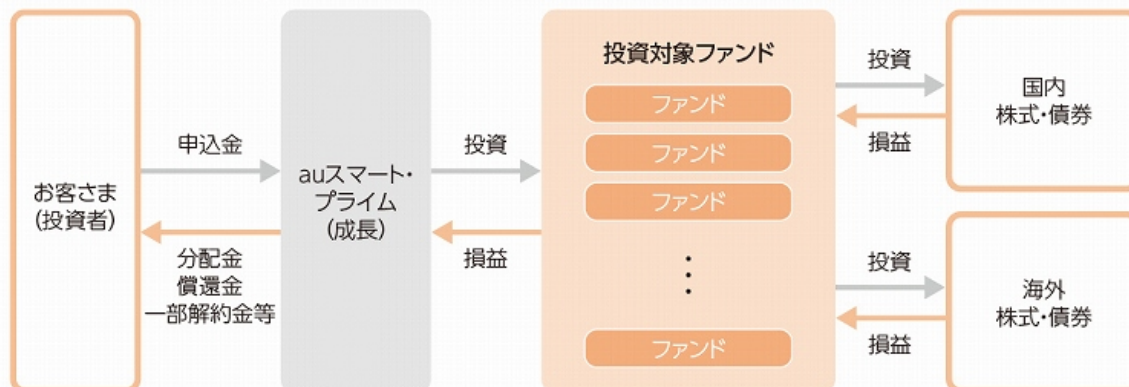 お客さま
(投資者)
申込金
分配金
償還金
一部解約金等
auスマート・
プライム
(成長)
投資
損益
投資対象ファンド
ファンド
ファンド
ファンド
ファンド
投資
損益
国内
株式・債券
投資
損益
海外
株式・債券